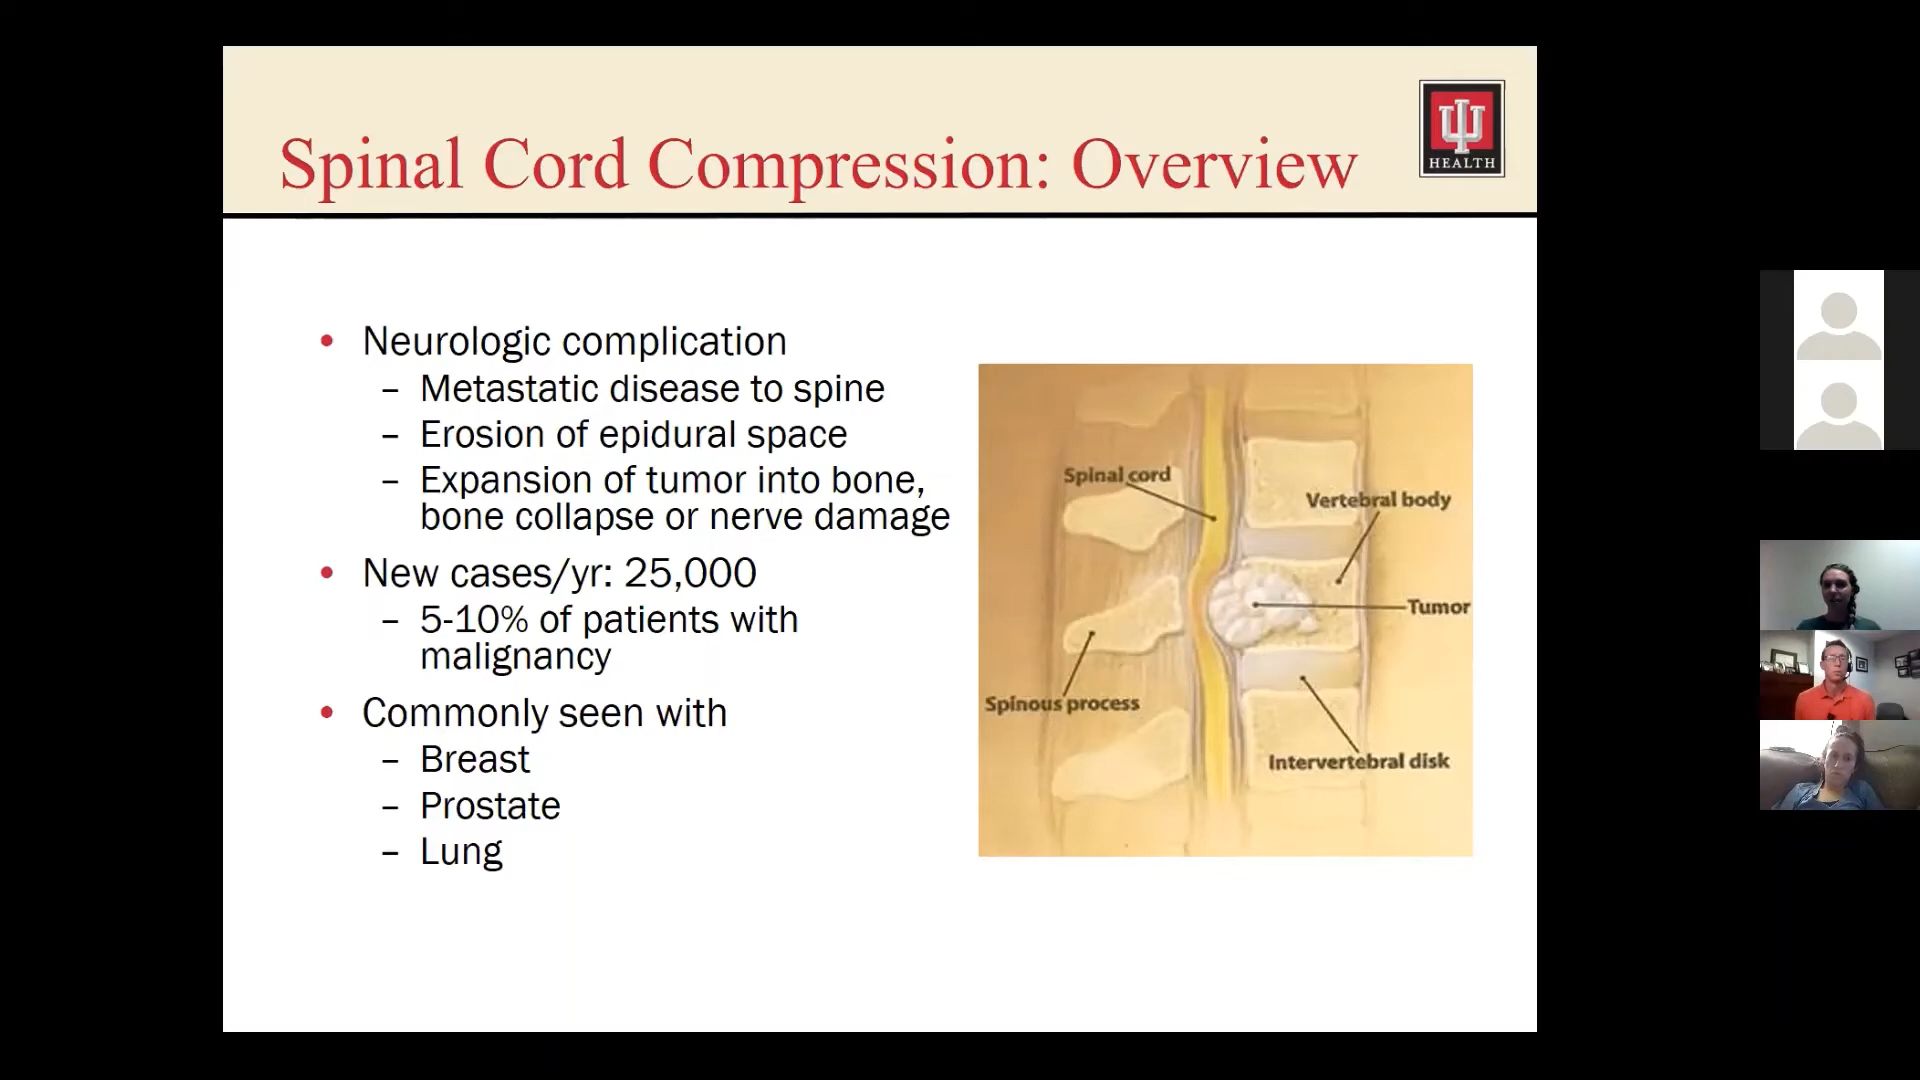 Spinal Cord Compression: Overview
HEALTH
• Neurologic complication
– Metastatic disease to spine
– Erosion of epidural space
– Expansion of tumor into bone,
bone collapse or nerve damage
• New cases/yr: 25,000
– 5-10% of patients with
malignancy
• Commonly seen with
– Breast
– Prostate
– Lung
Spinal cord
Vertebral body
Tumor
Spinous process
Intervertebral disk